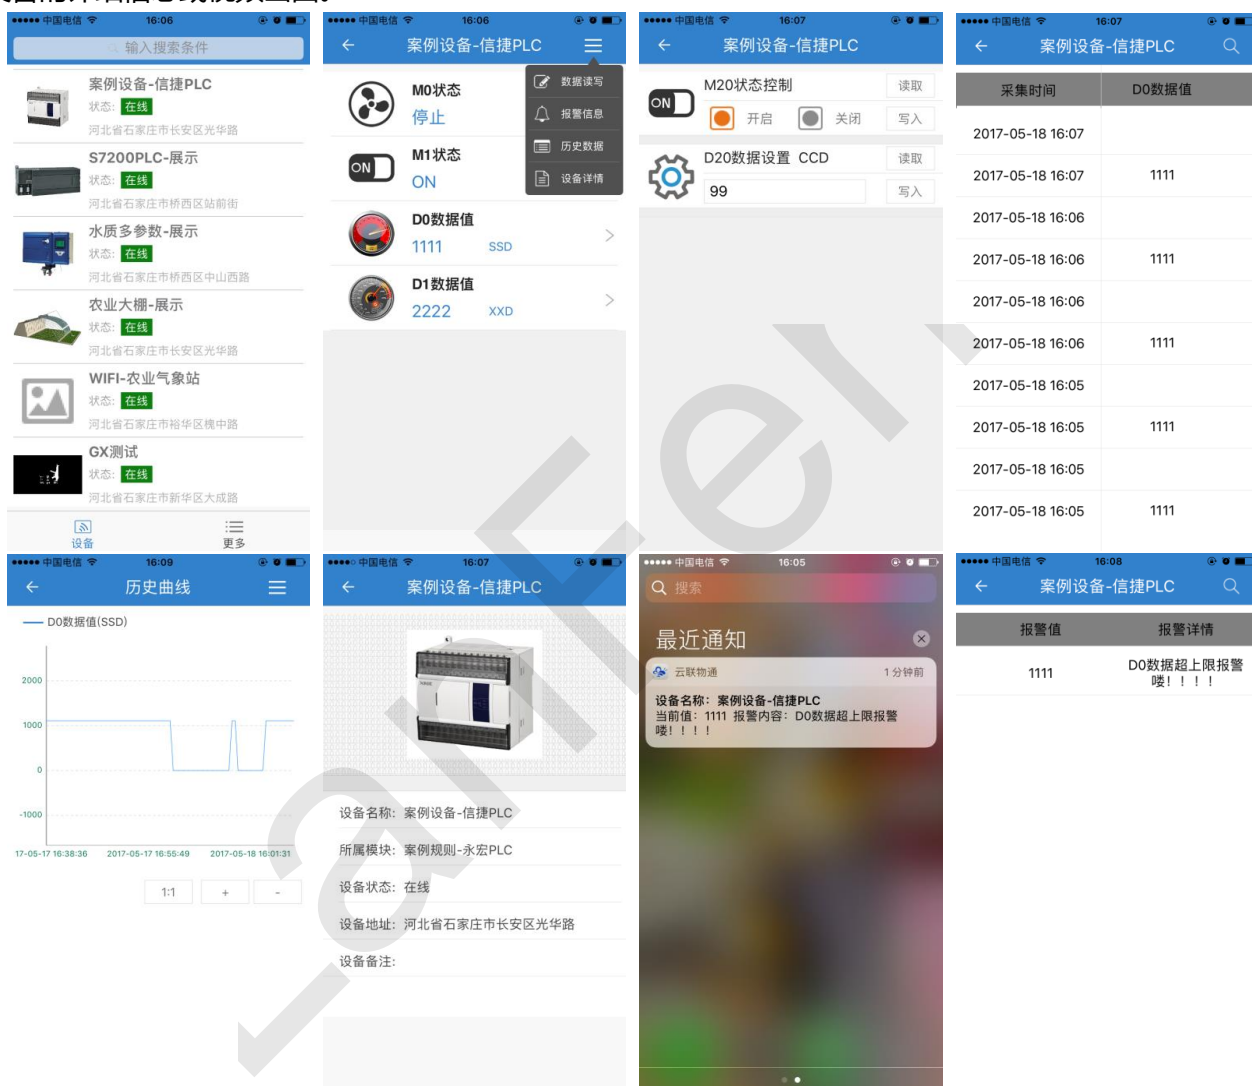 ●●●●● 中国电信 16:06
输入搜索条件
案例设备-信捷PLC
状态: 在线
河北省石家庄市长安区光华路
S7200PLC-展示
状态: 在线
河北省石家庄市桥西区站前街
水质多参数-展示
状态: 在线
河北省石家庄市桥西区中山西路
农业大棚-展示
状态: 在线
河北省石家庄市长安区光华路
WIFI-农业气象站
状态: 在线
河北省石家庄市裕华区槐中路
GX测试
状态: 在线
河北省石家庄市新华区大成路
设备 更多
●●●●● 中国电信 16:06
案例设备-信捷PLC
M0状态
停止
M1状态
ON
ON
D0数据值
1111 SSD
D1数据值
2222 XXD
数据读写
报警信息
历史数据
设备详情
●●●●● 中国电信 16:07
案例设备-信捷PLC
M20状态控制 读取
ON
开启 关闭 写入
D20数据设置 CCD 读取
99 写入
●●●●● 中国电信 16:07
案例设备-信捷PLC
采集时间 D0数据值
2017-05-18 16:07
2017-05-18 16:07 1111
2017-05-18 16:06
2017-05-18 16:06 1111
2017-05-18 16:06
2017-05-18 16:06 1111
2017-05-18 16:05
2017-05-18 16:05 1111
2017-05-18 16:05
2017-05-18 16:05 1111
●●●●● 中国电信 16:09
历史曲线
D0数据值(SSD)
2000
1000
0
-1000
17-05-17 16:38:36 2017-05-17 16:55:49 2017-05-18 16:01:31
1:1 + -
●●●●○ 中国电信 16:07
案例设备-信捷PLC
设备名称: 案例设备-信捷PLC
所属模块: 案例规则-永宏PLC
设备状态: 在线
设备地址: 河北省石家庄市长安区光华路
设备备注:
●●●●● 中国电信 16:05
搜索
最近通知
云联物通 1分钟前
设备名称: 案例设备-信捷PLC
当前值: 1111 报警内容: D0数据超上限报警
喽！！！！
●●●●● 中国电信 16:08
案例设备-信捷PLC
报警值 报警详情
1111 D0数据超上限报警
喽！！！！